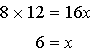 8 × 12 = 16x
6 = x